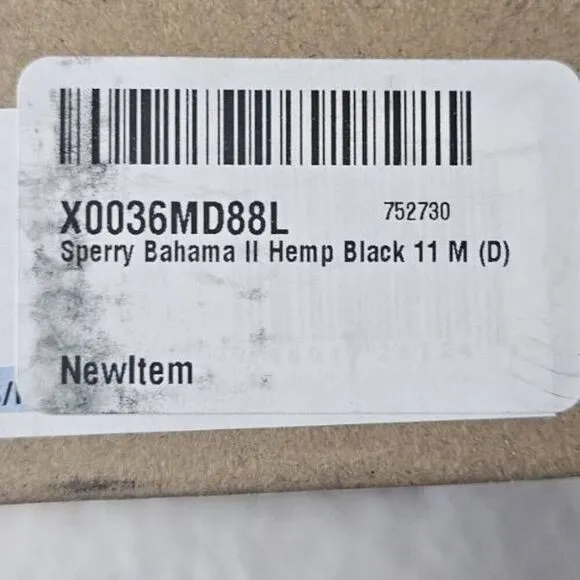 X0036MD88L 752730
Sperry Bahama II Hemp Black 11 M (D)
NewItem